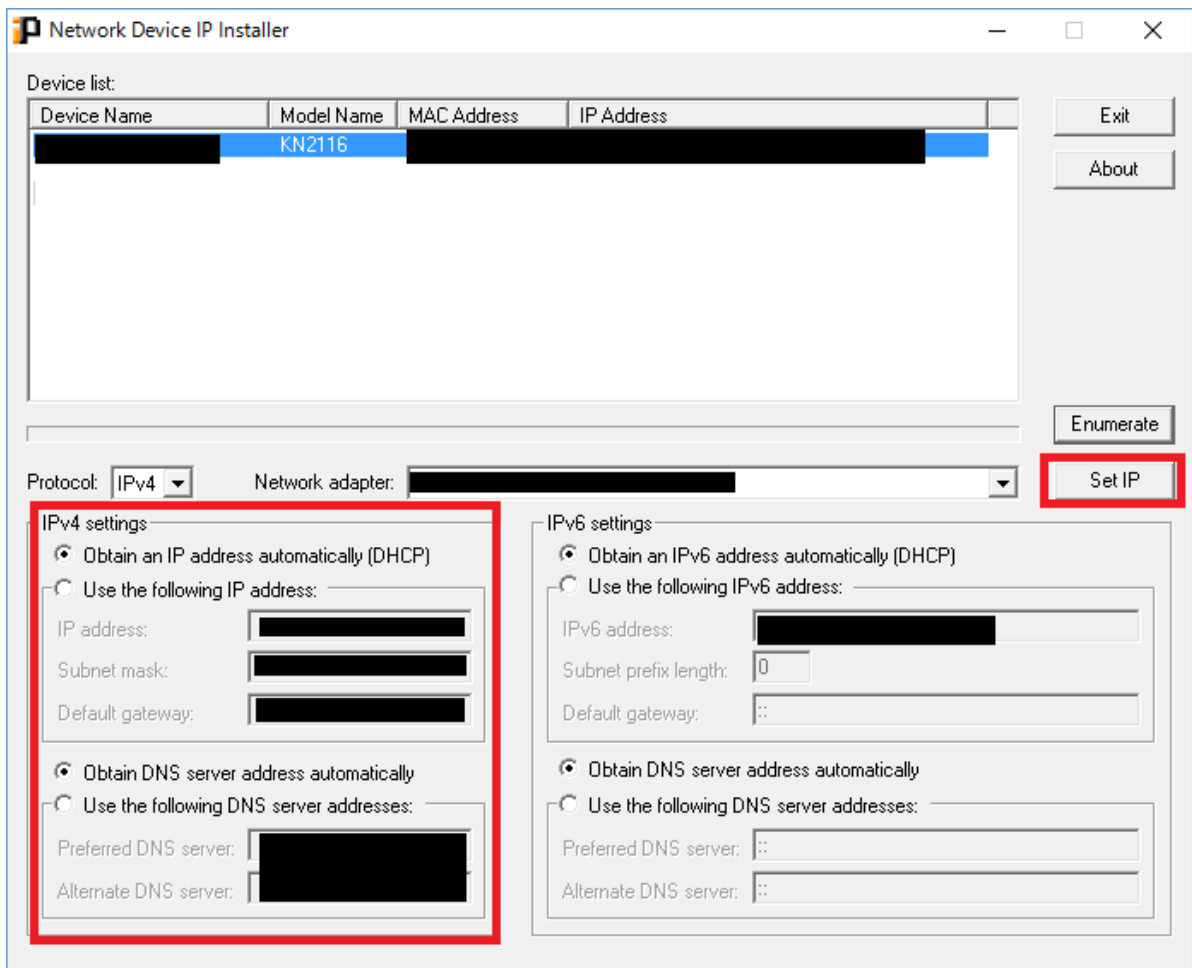 Network Device IP Installer
Device list:
Device Name Model Name MAC Address IP Address
KN2116
Exit
About
Enumerate
Protocol: IPv4 Network adapter:
Set IP
IPv4 settings
Obtain an IP address automatically (DHCP)
Use the following IP address:
IP address:
Subnet mask:
Default gateway:
Obtain DNS server address automatically
Use the following DNS server addresses:
Preferred DNS server:
Alternate DNS server:
IPv6 settings
Obtain an IPv6 address automatically (DHCP)
Use the following IPv6 address:
IPv6 address:
Subnet prefix length: 0
Default gateway: ::
Obtain DNS server address automatically
Use the following DNS server addresses:
Preferred DNS server: ::
Alternate DNS server: ::